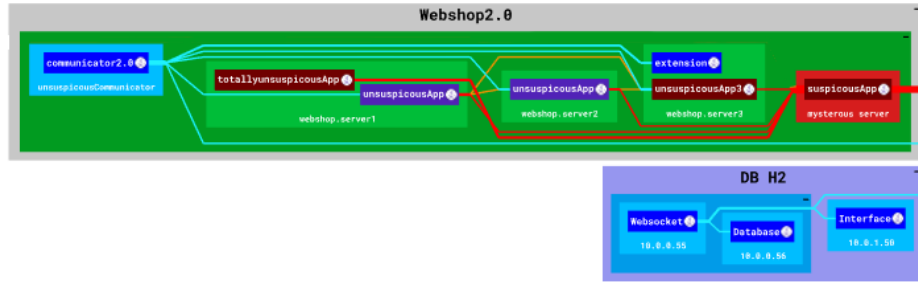 Webshop2.0
communicator2.0
unsuspicousCommunicator
totallyunsuspicousApp
unsuspicousApp
webshop.server1
unsuspicousApp
webshop.server2
extension
unsuspicousApp3
webshop.server3
suspicousApp
mysterous server
DB H2
Websocket
10.0.0.55
Database
10.0.0.56
Interface
10.0.1.50